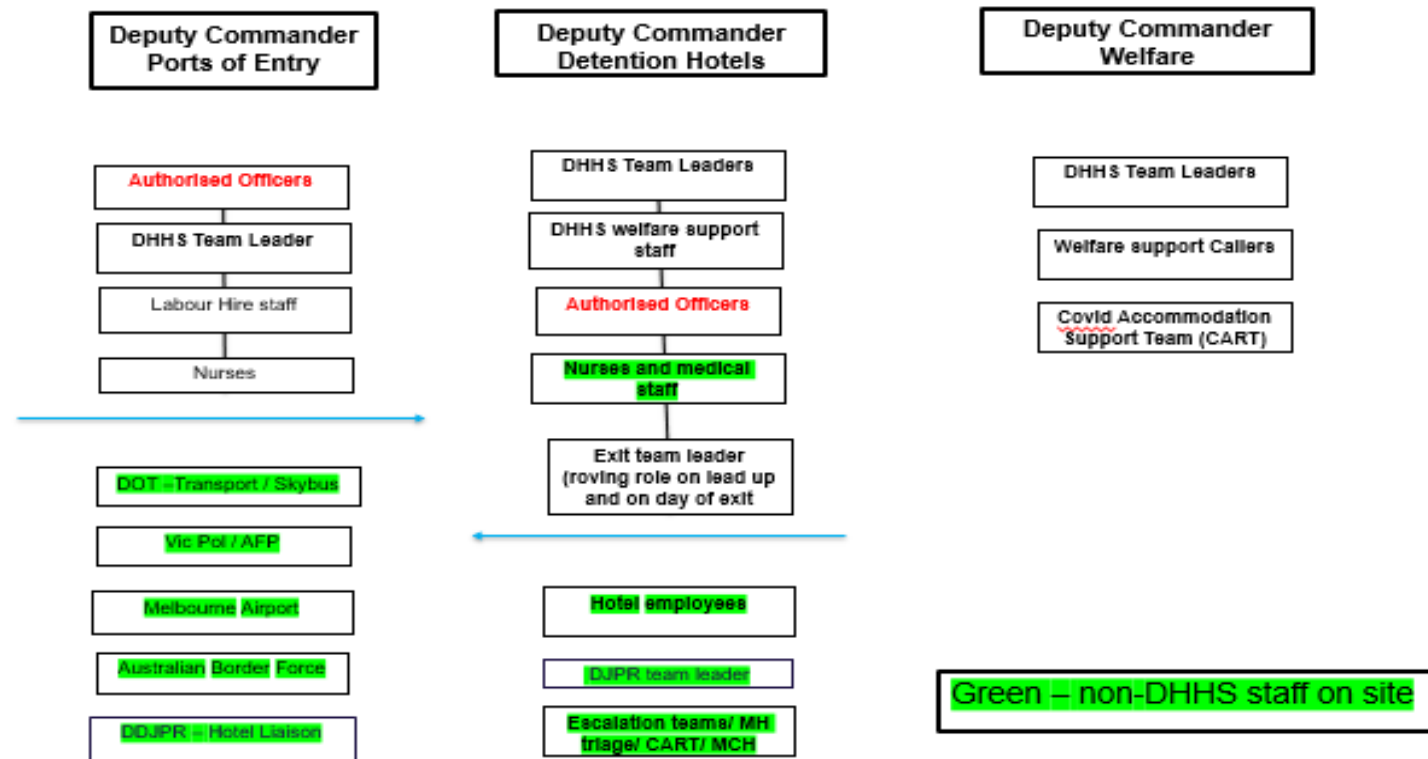 Deputy Commander
Ports of Entry
Authorised Officers
DHHS Team Leader
Labour Hire staff
Nurses
DOT –Transport / Skybus
Vic Pol / AFP
Melbourne Airport
Australian Border Force
DDJPR – Hotel Liaison
Deputy Commander
Detention Hotels
DHHS Team Leaders
DHHS welfare support
staff
Authorised Officers
Nurses and medical
staff
Exit team leader
(roving role on lead up
and on day of exit
Hotel employees
DJPR team leader
Escalation teams/ MH
triage/ CART/ MCH
Deputy Commander
Welfare
DHHS Team Leaders
Welfare support Callers
Covid Accommodation
Support Team (CART)
Green – non-DHHS staff on site